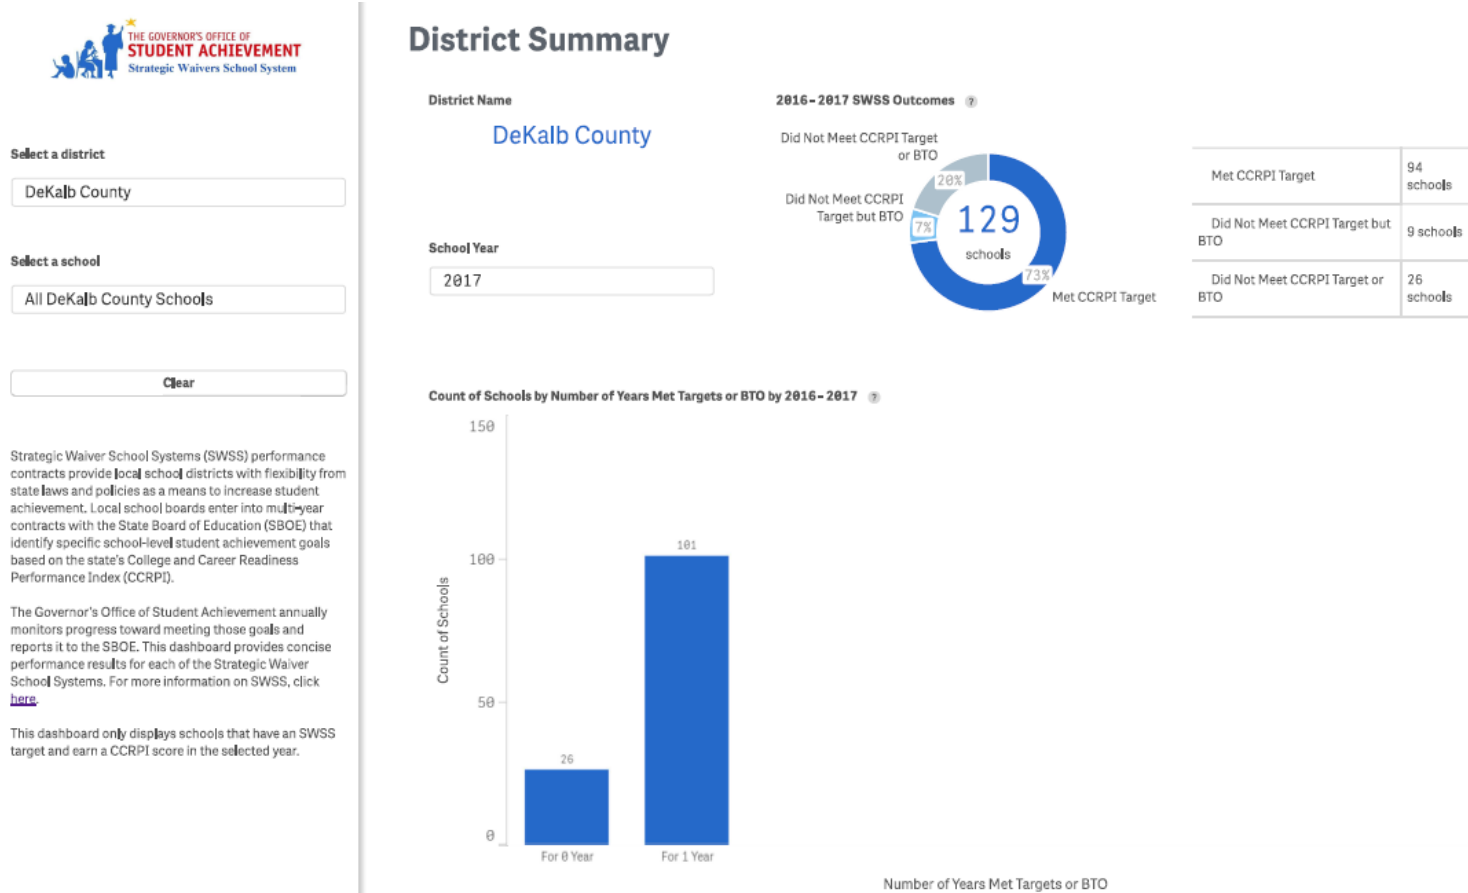 THE GOVERNOR'S OFFICE OF
STUDENT ACHIEVEMENT
Strategic Waivers School System
Select a district
DeKalb County
Select a school
All DeKalb County Schools
Clear
Strategic Waiver School Systems (SWSS) performance
contracts provide local school districts with flexibility from
state laws and policies as a means to increase student
achievement. Local school boards enter into multi-year
contracts with the State Board of Education (SBOE) that
identify specific school-level student achievement goals
based on the state's College and Career Readiness
Performance Index (CCRPI).
The Governor's Office of Student Achievement annually
monitors progress toward meeting those goals and
reports it to the SBOE. This dashboard provides concise
performance results for each of the Strategic Waiver
School Systems. For more information on SWSS, click
here.
This dashboard only displays schools that have an SWSS
target and earn a CCRPI score in the selected year.
District Summary
District Name
DeKalb County
School Year
2017
2016-2017 SWSS Outcomes ?
Did Not Meet CCRPI Target
or BTO
20%
Did Not Meet CCRPI
Target but BTO
7%
129
schools
73%
Met CCRPI Target
Met CCRPI Target
94
schools
Did Not Meet CCRPI Target but
BTO
9 schools
Did Not Meet CCRPI Target or
BTO
26
schools
Count of Schools by Number of Years Met Targets or BTO by 2016-2017 ?
Count of Schools
150
100
50
0
26
101
For 0 Year
For 1 Year
Number of Years Met Targets or BTO